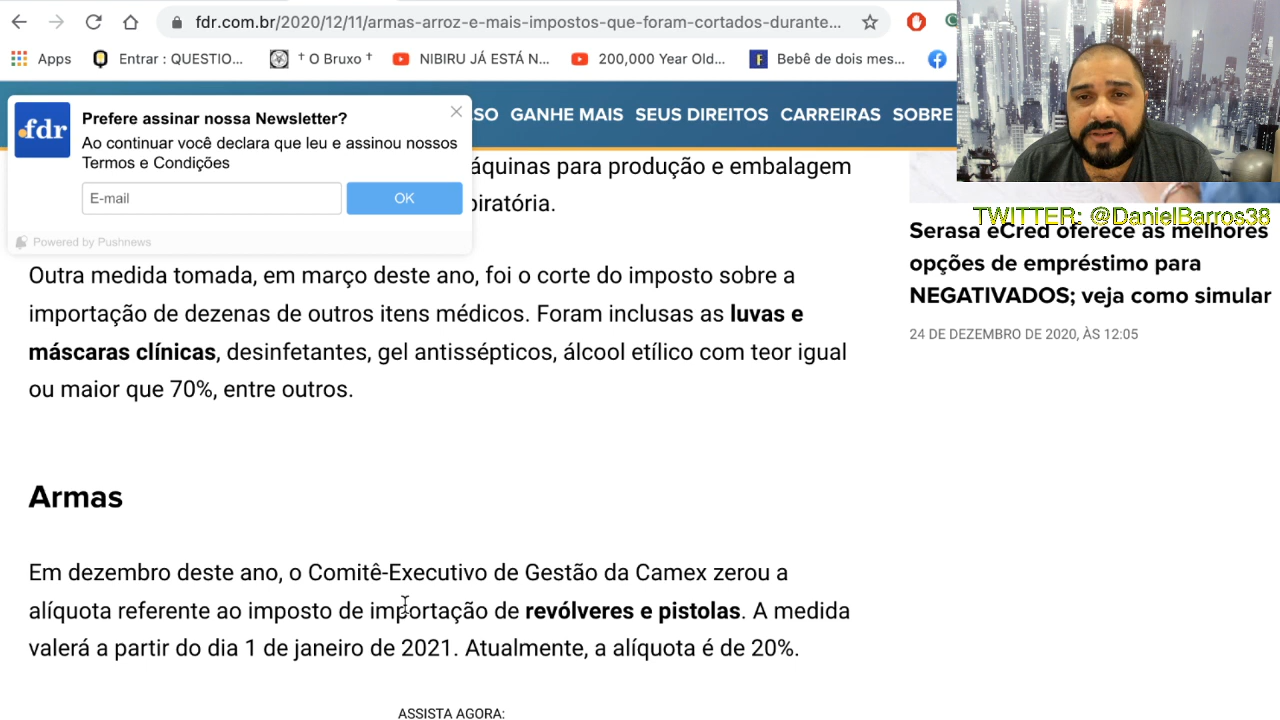 fdr.com.br/2020/12/11/armas-arroz-e-mais-impostos-que-foram-cortados-durante...
Apps
Entrar : QUESTIO...
† O Bruxo †
NIBIRU JÁ ESTÁ N...
200,000 Year Old...
Bebê de dois mes...
SO GANHE MAIS SEUS DIREITOS CARREIRAS SOBRE
.fdr
Prefere assinar nossa Newsletter?
Ao continuar você declara que leu e assinou nossos
Termos e Condições
E-mail
OK
Powered by Pushnews
áquinas para produção e embalagem
piratória.
Outra medida tomada, em março deste ano, foi o corte do imposto sobre a
importação de dezenas de outros itens médicos. Foram inclusas as luvas e
máscaras clínicas, desinfetantes, gel antissépticos, álcool etílico com teor igual
ou maior que 70%, entre outros.
Armas
Em dezembro deste ano, o Comitê-Executivo de Gestão da Camex zerou a
alíquota referente ao imposto de importação de revólveres e pistolas. A medida
valerá a partir do dia 1 de janeiro de 2021. Atualmente, a alíquota é de 20%.
ASSISTA AGORA:
TWITTER: @DanielBarros38
Serasa eCred oferece as melhores
opções de empréstimo para
NEGATIVADOS; veja como simular
24 DE DEZEMBRO DE 2020, ÀS 12:05